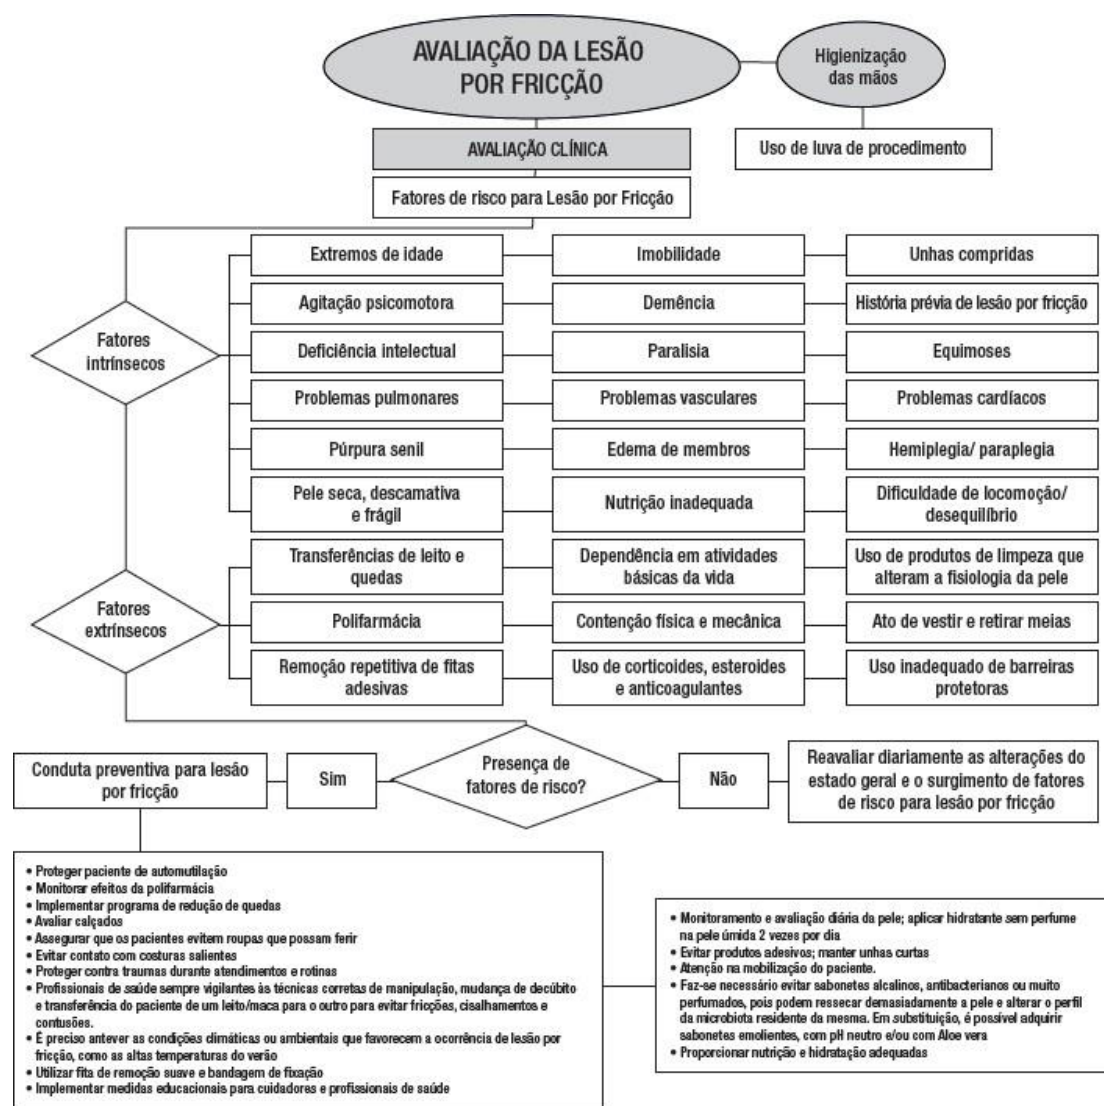 AVALIAÇÃO DA LESÃO
POR FRICÇÃO
Higienização
das mãos
AVALIAÇÃO CLÍNICA
Uso de luva de procedimento
Fatores de risco para Lesão por Fricção
Fatores
intrínsecos
Extremos de idade
Imobilidade
Unhas compridas
Agitação psicomotora
Demência
História prévia de lesão por fricção
Deficiência intelectual
Paralisia
Equimoses
Problemas pulmonares
Problemas vasculares
Problemas cardíacos
Púrpura senil
Edema de membros
Hemiplegia/ paraplegia
Pele seca, descamativa
e frágil
Nutrição inadequada
Dificuldade de locomoção/
desequilíbrio
Fatores
extrínsecos
Transferências de leito e
quedas
Dependência em atividades
básicas da vida
Uso de produtos de limpeza que
alteram a fisiologia da pele
Polifarmácia
Contenção física e mecânica
Ato de vestir e retirar meias
Remoção repetitiva de fitas
adesivas
Uso de corticoides, esteroides
e anticoagulantes
Uso inadequado de barreiras
protetoras
Conduta preventiva para lesão
por fricção
Sim
Presença de
fatores de risco?
Não
Reavaliar diariamente as alterações do
estado geral e o surgimento de fatores
de risco para lesão por fricção
• Proteger paciente de automutilação
• Monitorar efeitos da polifarmácia
• Implementar programa de redução de quedas
• Avaliar calçados
• Assegurar que os pacientes evitem roupas que possam ferir
• Evitar contato com costuras salientes
• Proteger contra traumas durante atendimentos e rotinas
• Profissionais de saúde sempre vigilantes às técnicas corretas de manipulação, mudança de decúbito
e transferência do paciente de um leito/maca para o outro para evitar fricções, cisalhamentos e
contusões.
• É preciso antever as condições climáticas ou ambientais que favorecem a ocorrência de lesão por
fricção, como as altas temperaturas do verão
• Utilizar fita de remoção suave e bandagem de fixação
• Implementar medidas educacionais para cuidadores e profissionais de saúde
• Monitoramento e avaliação diária da pele; aplicar hidratante sem perfume
na pele úmida 2 vezes por dia
• Evitar produtos adesivos; manter unhas curtas
• Atenção na mobilização do paciente.
• Faz-se necessário evitar sabonetes alcalinos, antibacterianos ou muito
perfumados, pois podem ressecar demasiadamente a pele e alterar o perfil
da microbiota residente da mesma. Em substituição, é possível adquirir
sabonetes emolientes, com pH neutro e/ou com Aloe vera
• Proporcionar nutrição e hidratação adequadas